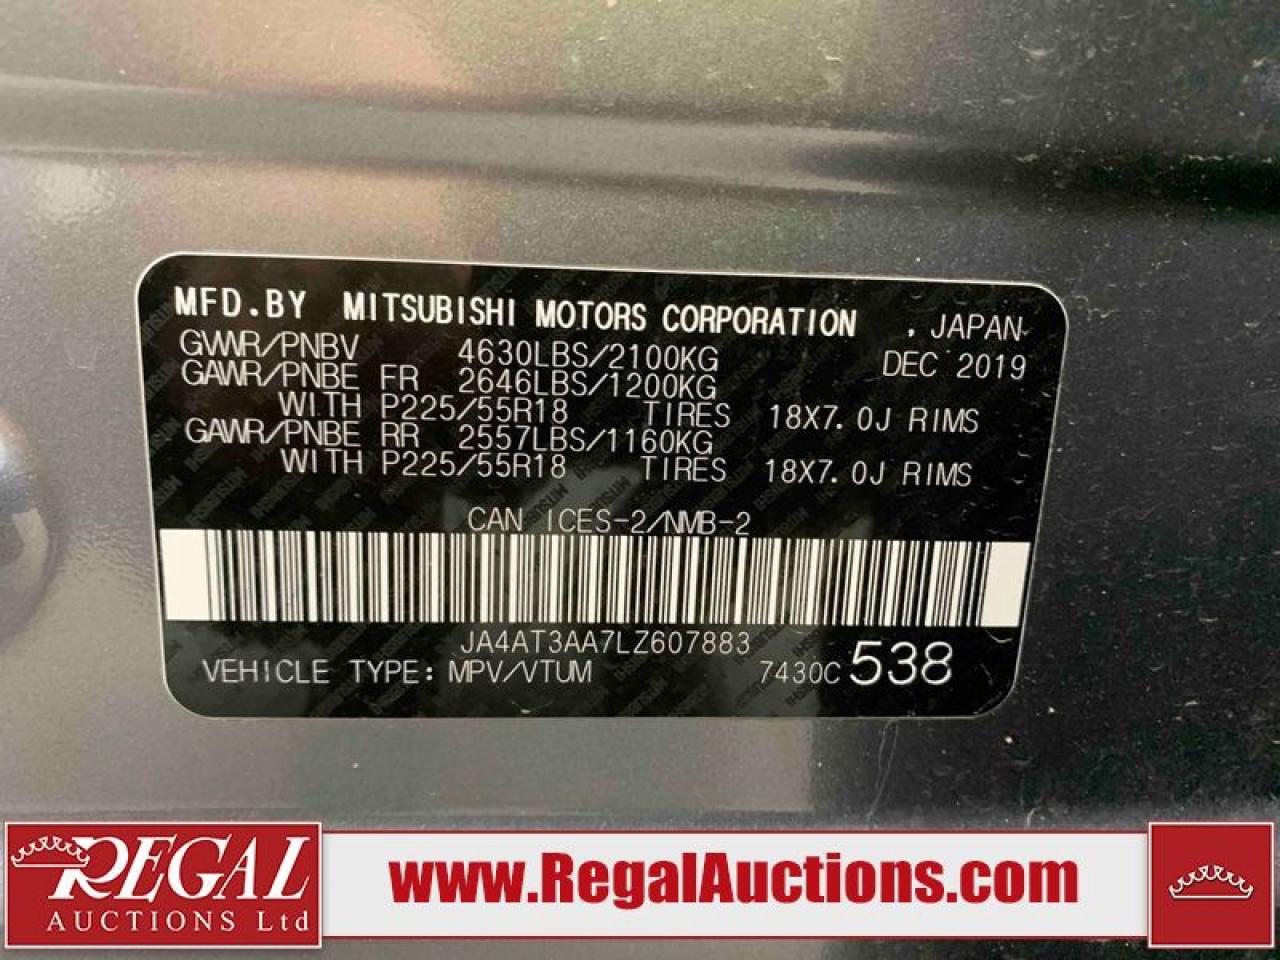 MFD.BY MITSUBISHI MOTORS CORPORATION , JAPAN
GVWR/PNBV 4630LBS/2100KG DEC 2019
GAWR/PNBE FR 2646LBS/1200KG
WITH P225/55R18 TIRES 18X7.0J RIMS
GAWR/PNBE RR 2557LBS/1160KG
WITH P225/55R18 TIRES 18X7.0J RIMS
CAN ICES-2/NMB-2
JA4AT3AA7LZ607883
VEHICLE TYPE: MPV/VTUM 7430C 538
REGAL
AUCTIONS Ltd
www.RegalAuctions.com